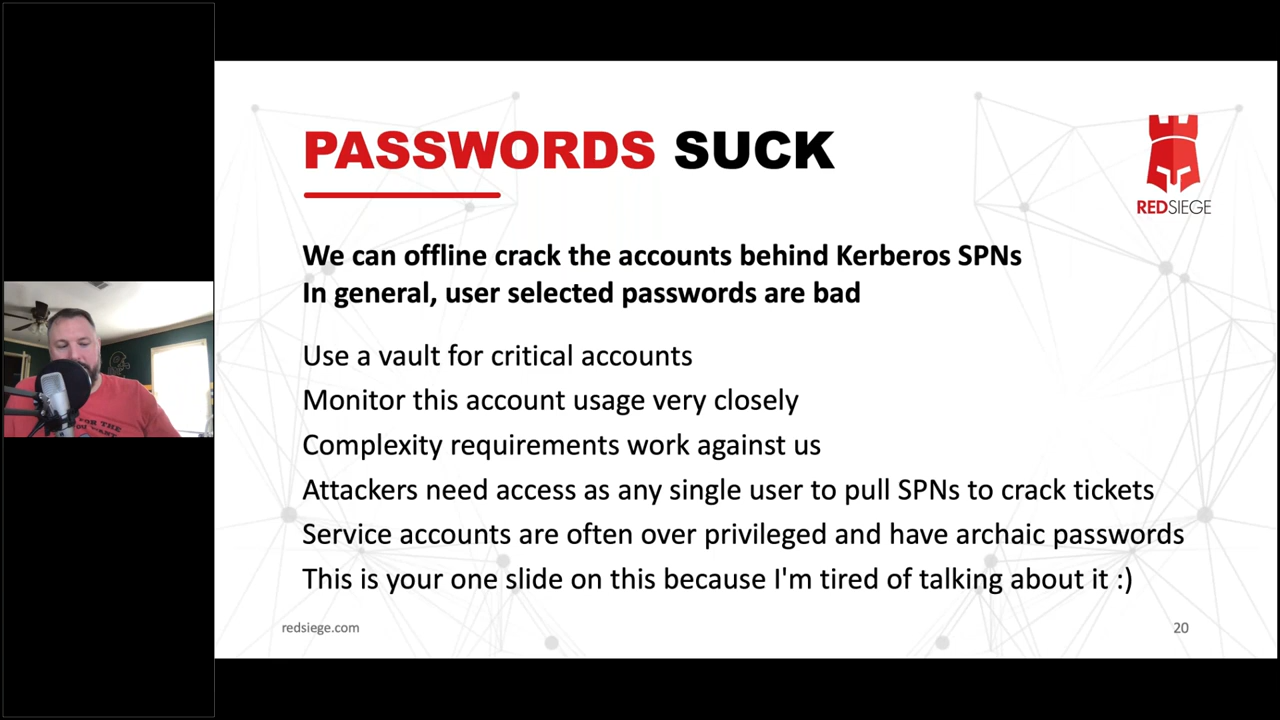 PASSWORDS SUCK
REDSIEGE
We can offline crack the accounts behind Kerberos SPNs
In general, user selected passwords are bad
Use a vault for critical accounts
Monitor this account usage very closely
Complexity requirements work against us
Attackers need access as any single user to pull SPNs to crack tickets
Service accounts are often over privileged and have archaic passwords
This is your one slide on this because I'm tired of talking about it :)
redsiege.com
20
FOR THE